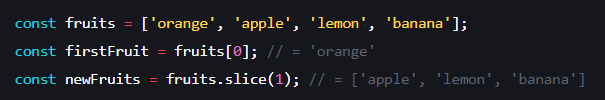 const fruits = ['orange', 'apple', 'lemon', 'banana'];
const firstFruit = fruits[0]; // = 'orange'
const newFruits = fruits.slice(1); // = ['apple', 'lemon', 'banana']